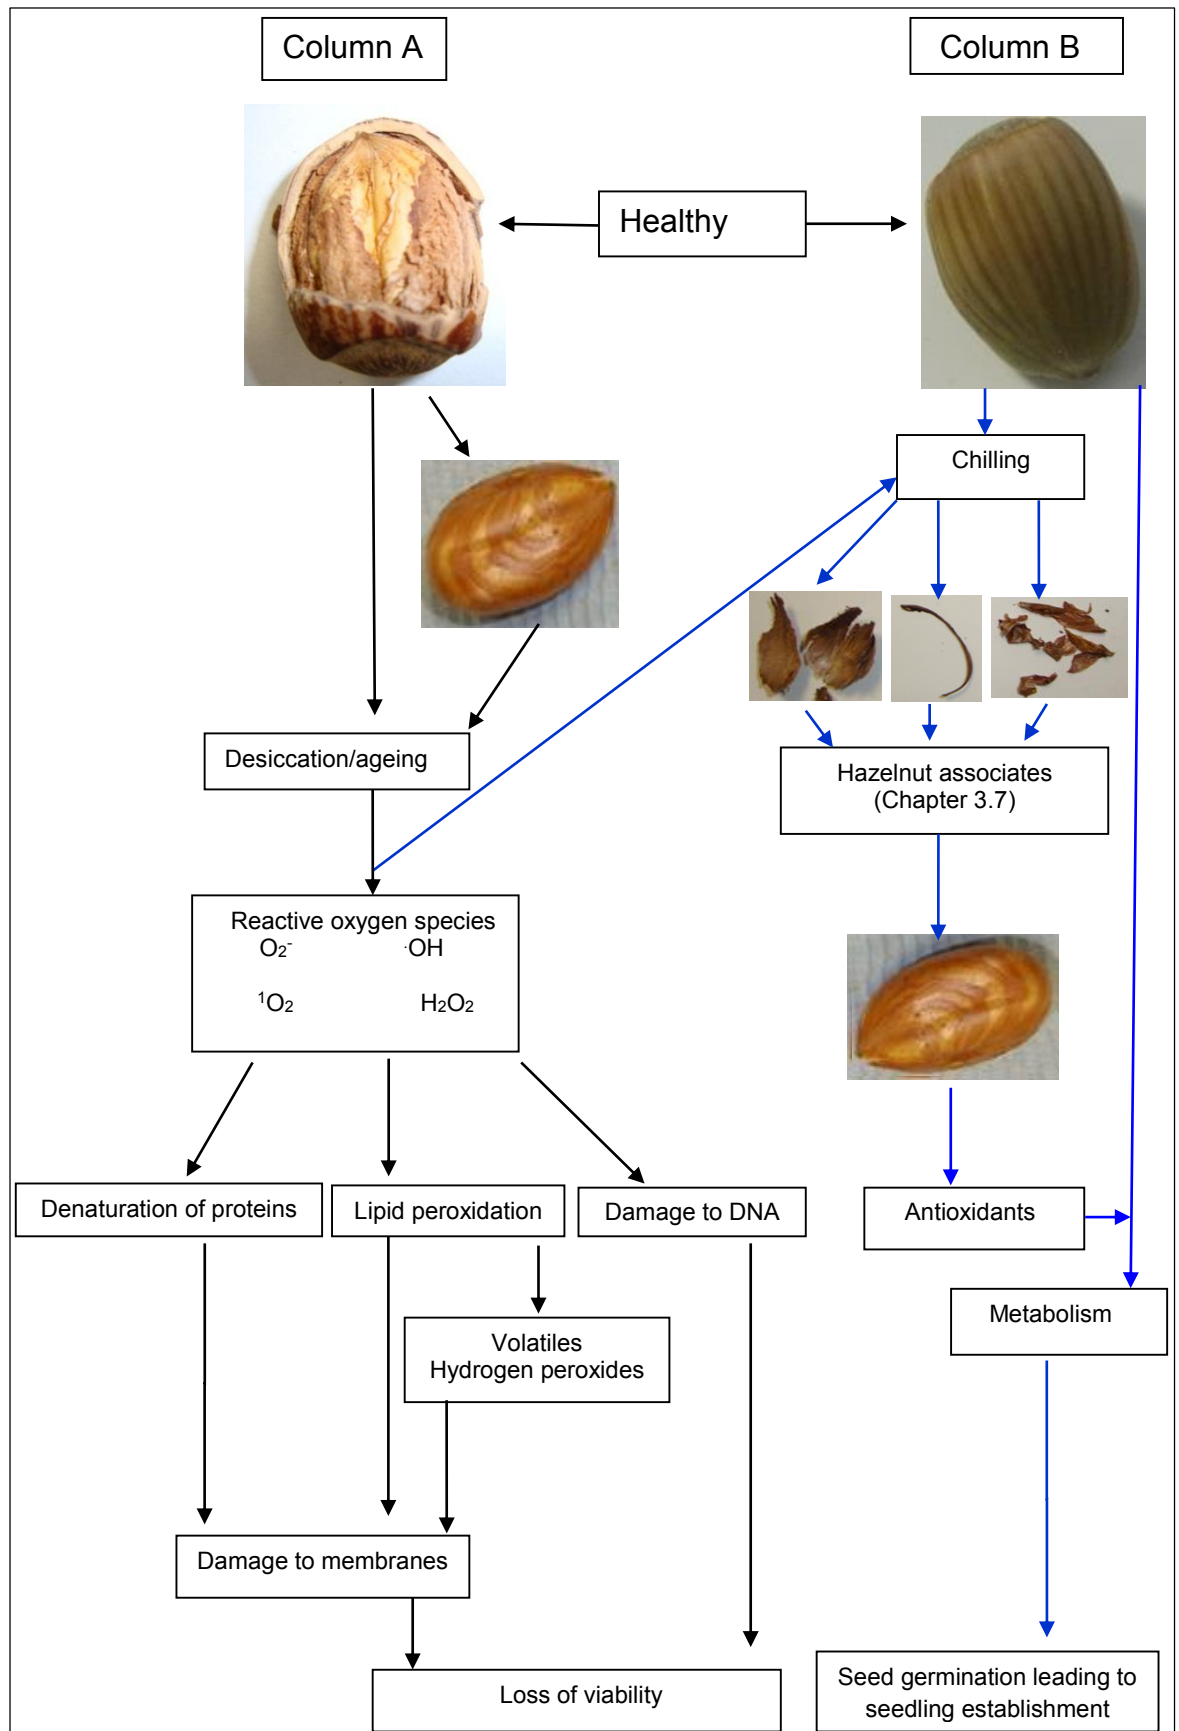 Column A
Column B
Healthy
Chilling
Desiccation/ageing
Hazelnut associates
(Chapter 3.7)
Reactive oxygen species
O₂⁻ ·OH
¹O₂ H₂O₂
Denaturation of proteins
Lipid peroxidation
Damage to DNA
Antioxidants
Metabolism
Volatiles
Hydrogen peroxides
Damage to membranes
Loss of viability
Seed germination leading to
seedling establishment